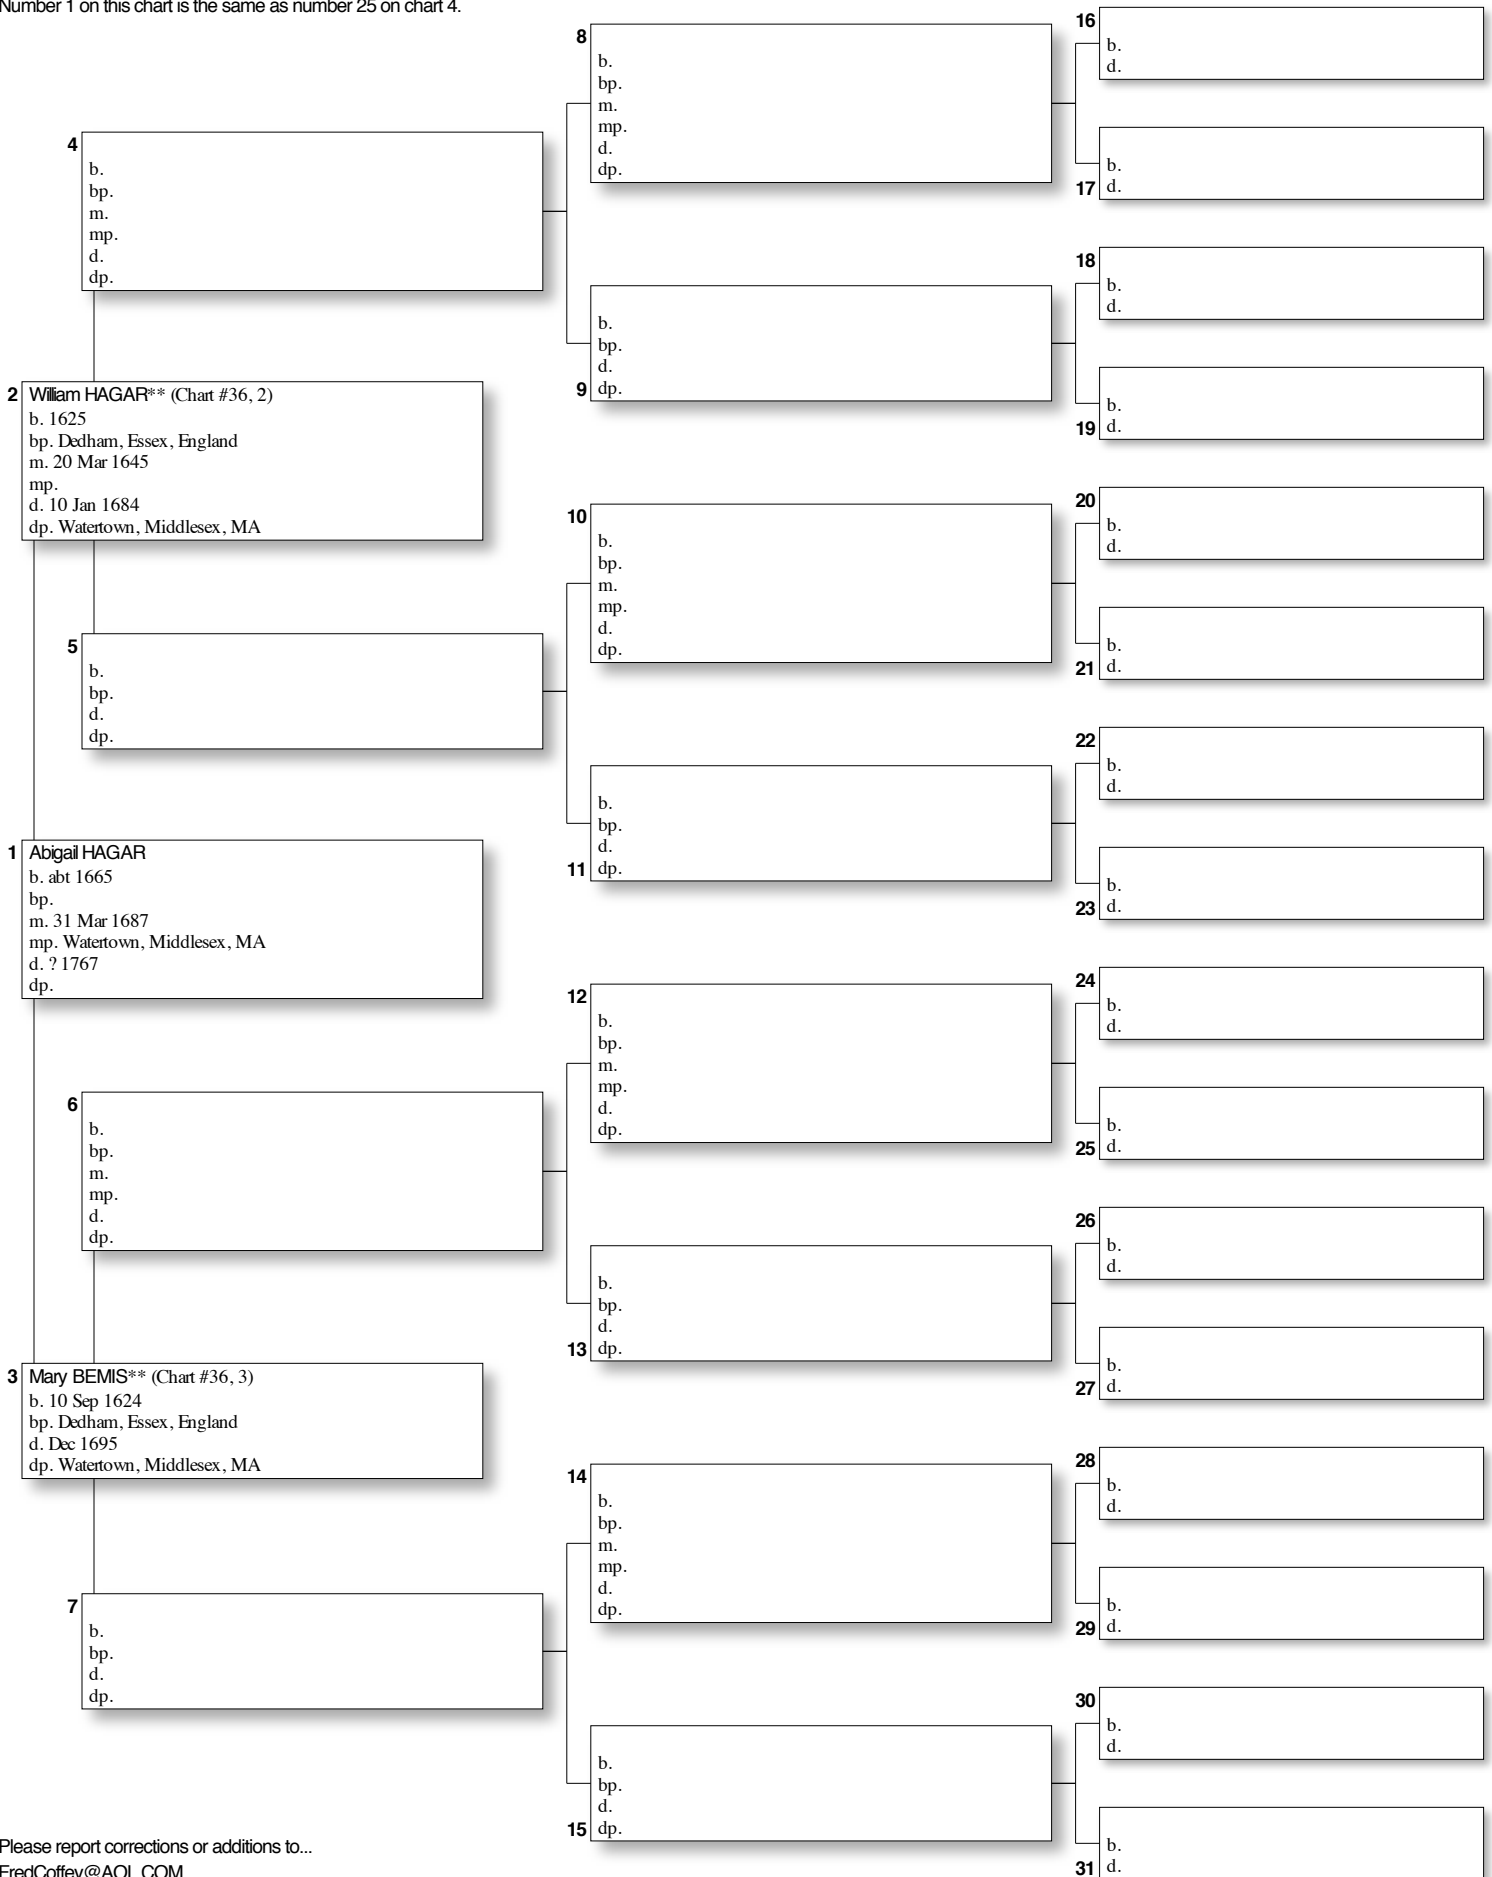 Number 1 on this chart is the same as number 25 on chart 4.
4
b.
bp.
m.
mp.
d.
dp.
2 William HAGAR** (Chart #36, 2)
b. 1625
bp. Dedham, Essex, England
m. 20 Mar 1645
mp.
d. 10 Jan 1684
dp. Watertown, Middlesex, MA
5
b.
bp.
d.
dp.
1 Abigail HAGAR
b. abt 1665
bp.
m. 31 Mar 1687
mp. Watertown, Middlesex, MA
d. ? 1767
dp.
6
b.
bp.
m.
mp.
d.
dp.
3 Mary BEMIS** (Chart #36, 3)
b. 10 Sep 1624
bp. Dedham, Essex, England
d. Dec 1695
dp. Watertown, Middlesex, MA
7
b.
bp.
d.
dp.
8
b.
bp.
m.
mp.
d.
dp.
b.
bp.
d.
9 dp.
10
b.
bp.
m.
mp.
d.
dp.
b.
bp.
d.
11 dp.
12
b.
bp.
m.
mp.
d.
dp.
b.
bp.
d.
13 dp.
14
b.
bp.
m.
mp.
d.
dp.
b.
bp.
d.
15 dp.
16
b.
d.
b.
17 d.
18
b.
d.
b.
19 d.
20
b.
d.
b.
21 d.
22
b.
d.
b.
23 d.
24
b.
d.
b.
25 d.
26
b.
d.
b.
27 d.
28
b.
d.
b.
29 d.
30
b.
d.
b.
31 d.
Please report corrections or additions to...
FredCoffey@AOL.COM